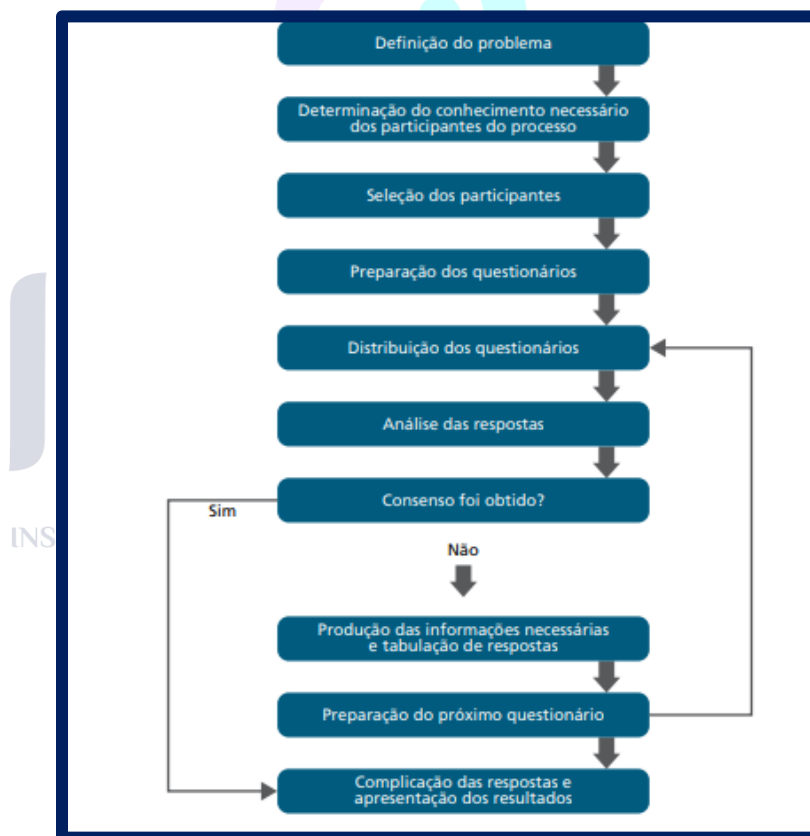 Definição do problema
Determinação do conhecimento necessário
dos participantes do processo
Seleção dos participantes
Preparação dos questionários
Distribuição dos questionários
Análise das respostas
Consenso foi obtido?
Sim
INS
Não
Produção das informações necessárias
e tabulação de respostas
Preparação do próximo questionário
Complicação das respostas e
apresentação dos resultados